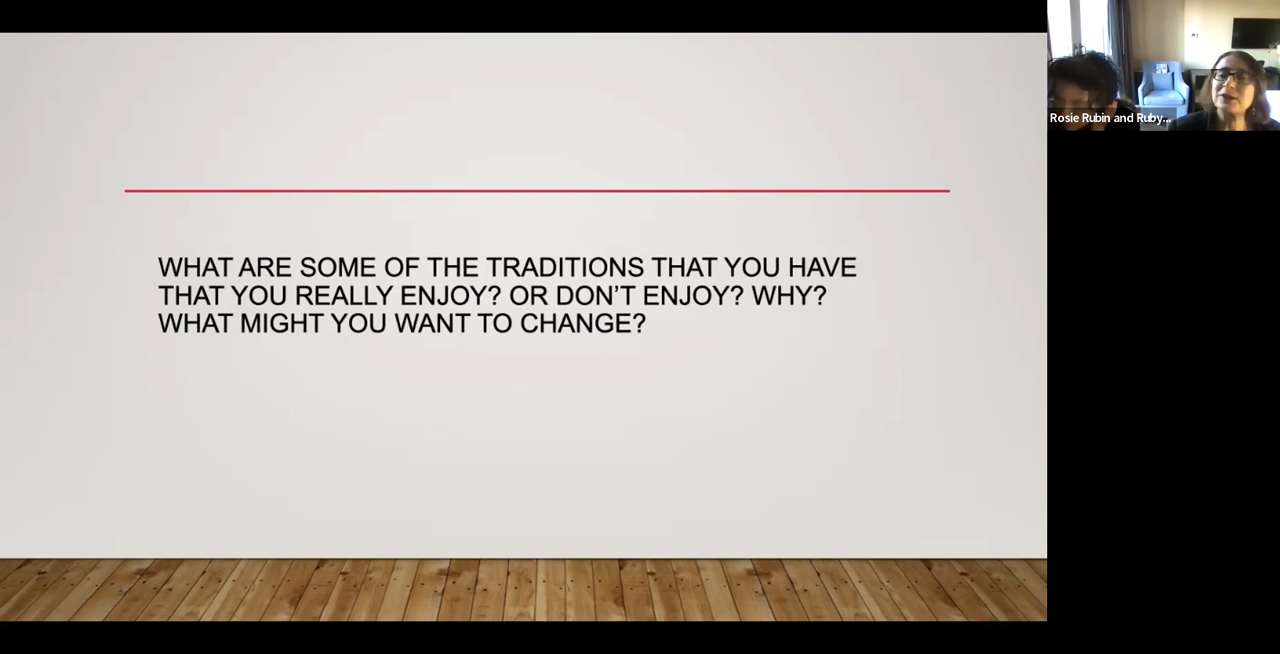 WHAT ARE SOME OF THE TRADITIONS THAT YOU HAVE
THAT YOU REALLY ENJOY? OR DON’T ENJOY? WHY?
WHAT MIGHT YOU WANT TO CHANGE?
Rosie Rubin and Ruby...